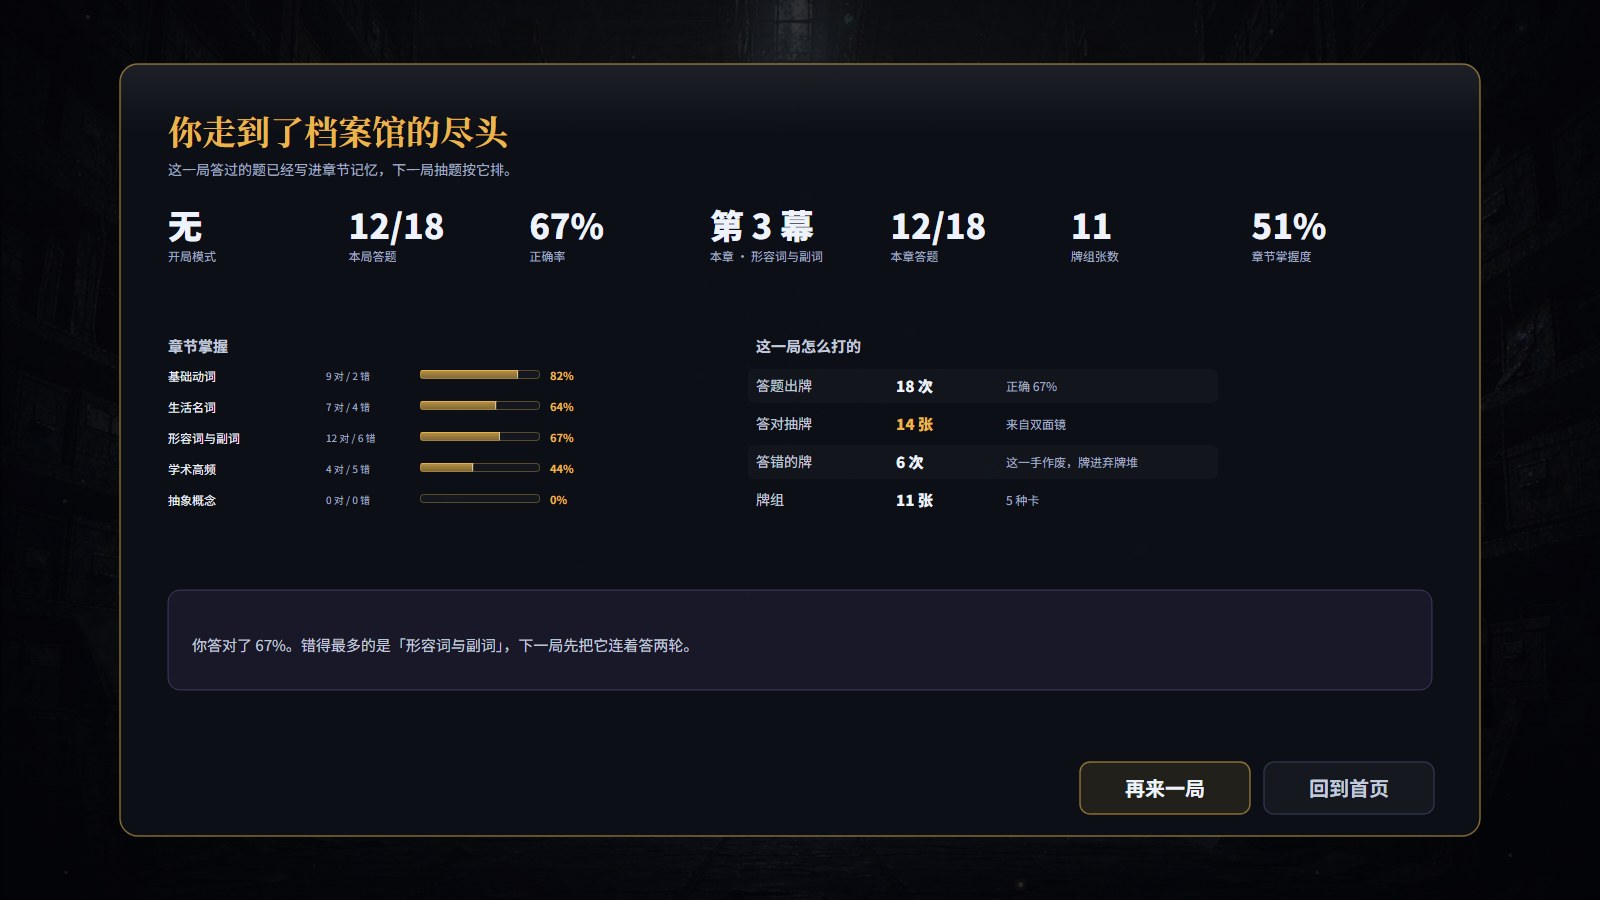 你走到了档案馆的尽头
这一局答过的题已经写进章节记忆，下一局抽题按它排。
无 12/18 67% 第 3 幕 12/18 11 51%
开局模式 本局答题 正确率 本章 · 形容词与副词 本章答题 牌组张数 章节掌握度
章节掌握
基础动词 9 对 / 2 错 82%
生活名词 7 对 / 4 错 64%
形容词与副词 12 对 / 6 错 67%
学术高频 4 对 / 5 错 44%
抽象概念 0 对 / 0 错 0%
这一局怎么打的
答题出牌 18 次 正确 67%
答对抽牌 14 张 来自双面镜
答错的牌 6 次 这一手作废，牌进弃牌堆
牌组 11 张 5 种卡
你答对了 67%。错得最多的是「形容词与副词」，下一局先把它连着答两轮。
再来一局 回到首页